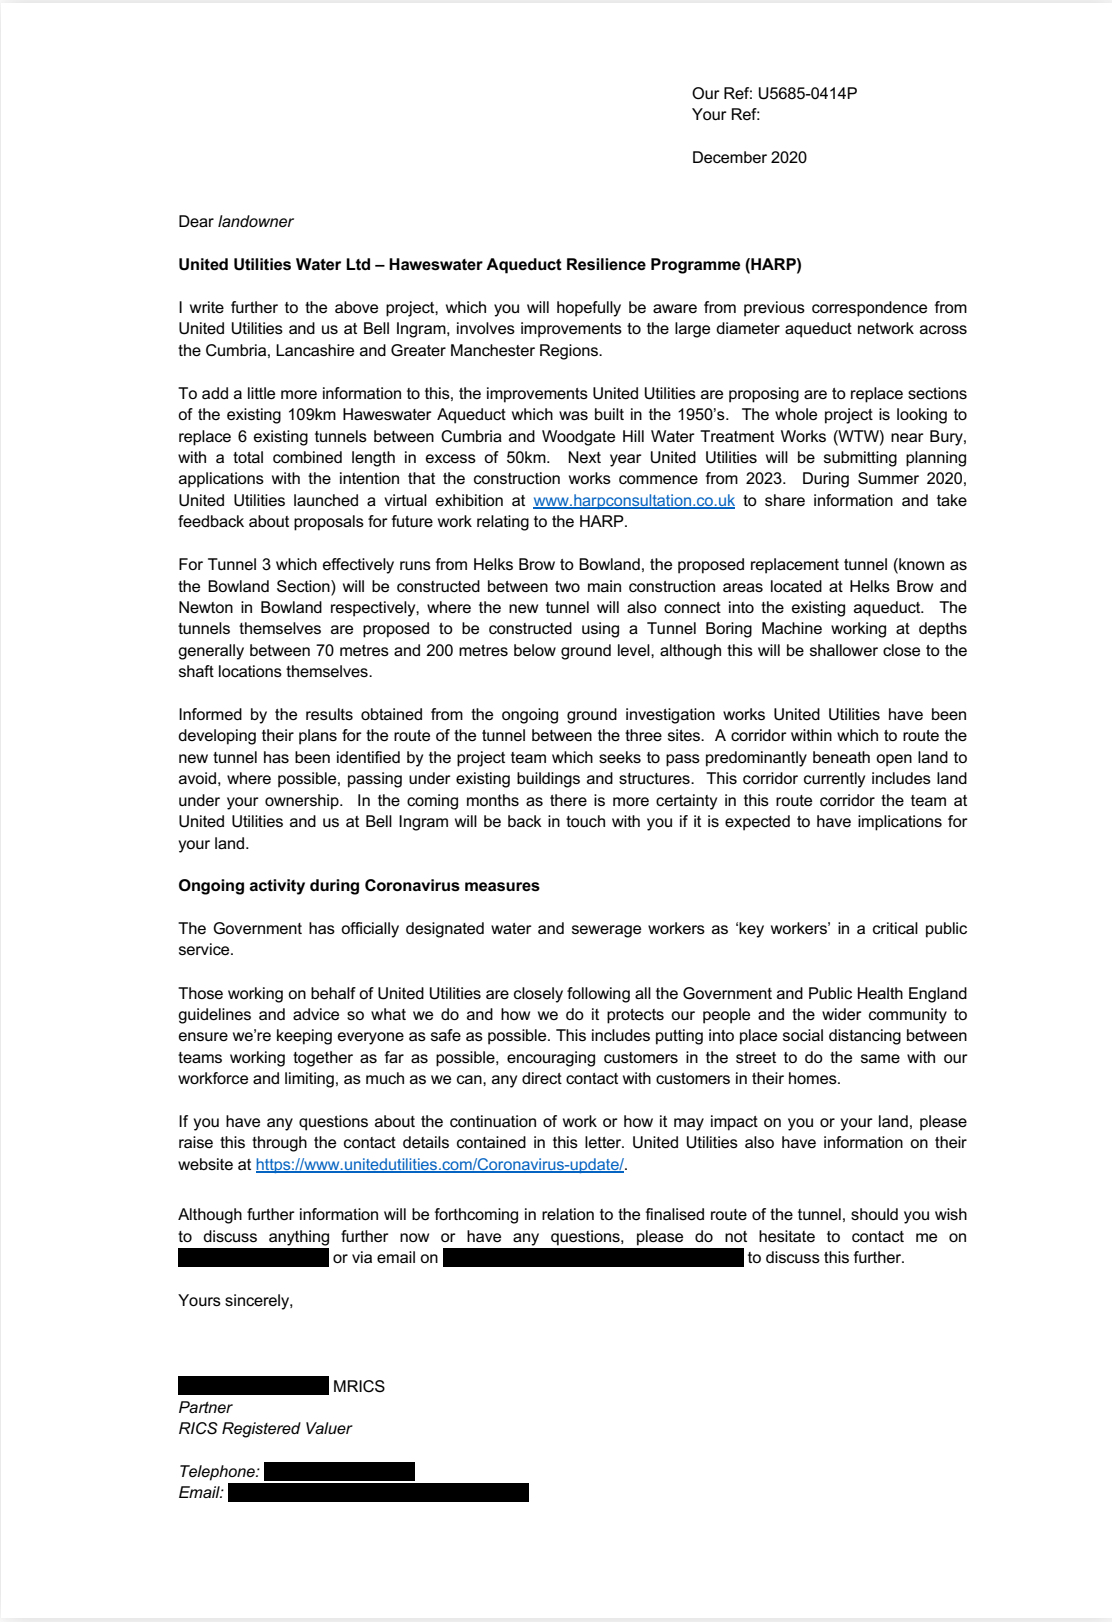 Our Ref: U5685-0414P
Your Ref:
December 2020
Dear landowner
United Utilities Water Ltd – Haweswater Aqueduct Resilience Programme (HARP)
I write further to the above project, which you will hopefully be aware from previous correspondence from
United Utilities and us at Bell Ingram, involves improvements to the large diameter aqueduct network across
the Cumbria, Lancashire and Greater Manchester Regions.
To add a little more information to this, the improvements United Utilities are proposing are to replace sections
of the existing 109km Haweswater Aqueduct which was built in the 1950’s. The whole project is looking to
replace 6 existing tunnels between Cumbria and Woodgate Hill Water Treatment Works (WTW) near Bury,
with a total combined length in excess of 50km. Next year United Utilities will be submitting planning
applications with the intention that the construction works commence from 2023. During Summer 2020,
United Utilities launched a virtual exhibition at www.harpconsultation.co.uk to share information and take
feedback about proposals for future work relating to the HARP.
For Tunnel 3 which effectively runs from Helks Brow to Bowland, the proposed replacement tunnel (known as
the Bowland Section) will be constructed between two main construction areas located at Helks Brow and
Newton in Bowland respectively, where the new tunnel will also connect into the existing aqueduct. The
tunnels themselves are proposed to be constructed using a Tunnel Boring Machine working at depths
generally between 70 metres and 200 metres below ground level, although this will be shallower close to the
shaft locations themselves.
Informed by the results obtained from the ongoing ground investigation works United Utilities have been
developing their plans for the route of the tunnel between the three sites. A corridor within which to route the
new tunnel has been identified by the project team which seeks to pass predominantly beneath open land to
avoid, where possible, passing under existing buildings and structures. This corridor currently includes land
under your ownership. In the coming months as there is more certainty in this route corridor the team at
United Utilities and us at Bell Ingram will be back in touch with you if it is expected to have implications for
your land.
Ongoing activity during Coronavirus measures
The Government has officially designated water and sewerage workers as ‘key workers’ in a critical public
service.
Those working on behalf of United Utilities are closely following all the Government and Public Health England
guidelines and advice so what we do and how we do it protects our people and the wider community to
ensure we’re keeping everyone as safe as possible. This includes putting into place social distancing between
teams working together as far as possible, encouraging customers in the street to do the same with our
workforce and limiting, as much as we can, any direct contact with customers in their homes.
If you have any questions about the continuation of work or how it may impact on you or your land, please
raise this through the contact details contained in this letter. United Utilities also have information on their
website at https://www.unitedutilities.com/Coronavirus-update/.
Although further information will be forthcoming in relation to the finalised route of the tunnel, should you wish
to discuss anything further now or have any questions, please do not hesitate to contact me on
or via email on to discuss this further.
Yours sincerely,
MRICS
Partner
RICS Registered Valuer
Telephone:
Email: